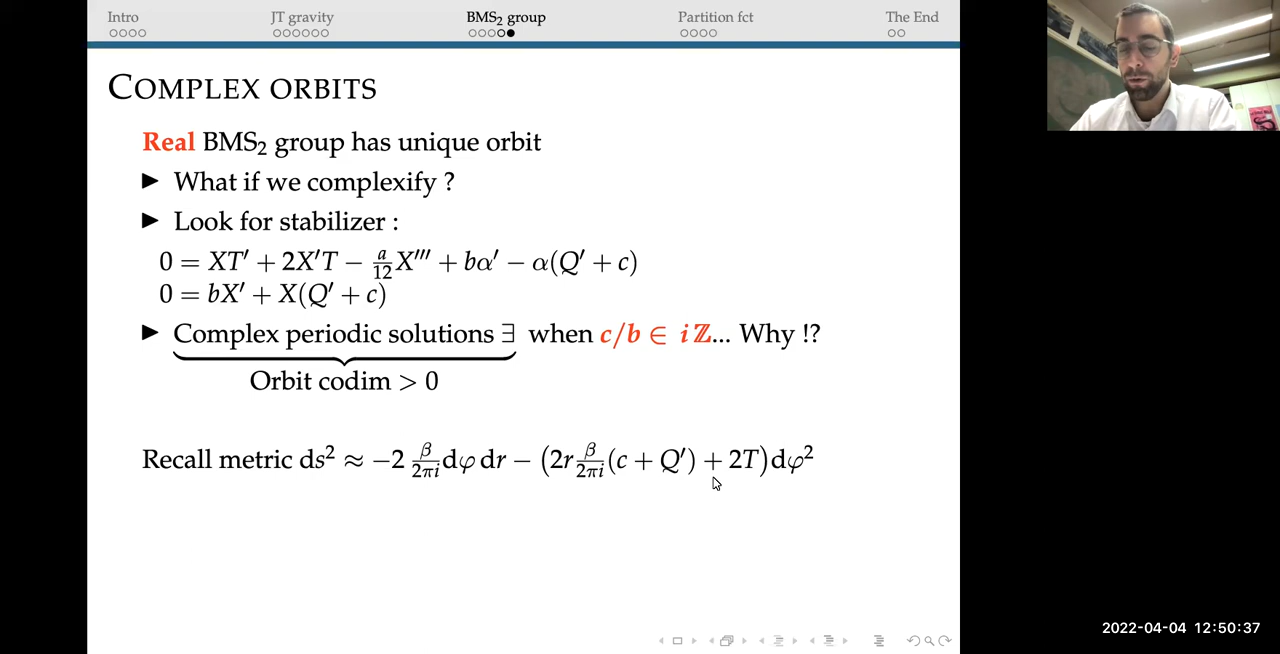 Intro JT gravity BMS₂ group Partition fct The End
COMPLEX ORBITS
Real BMS₂ group has unique orbit
▶ What if we complexify ?
▶ Look for stabilizer :
0 = XT′ + 2X′T − a/12 X‴ + bα′ − α(Q′ + c)
0 = bX′ + X(Q′ + c)
▶ Complex periodic solutions ∃ when c/b ∈ iℤ... Why !?
Orbit codim > 0
Recall metric ds² ≈ −2 β/2πi dφ dr − (2r β/2πi (c + Q′) + 2T)dφ²
2022-04-04 12:50:37